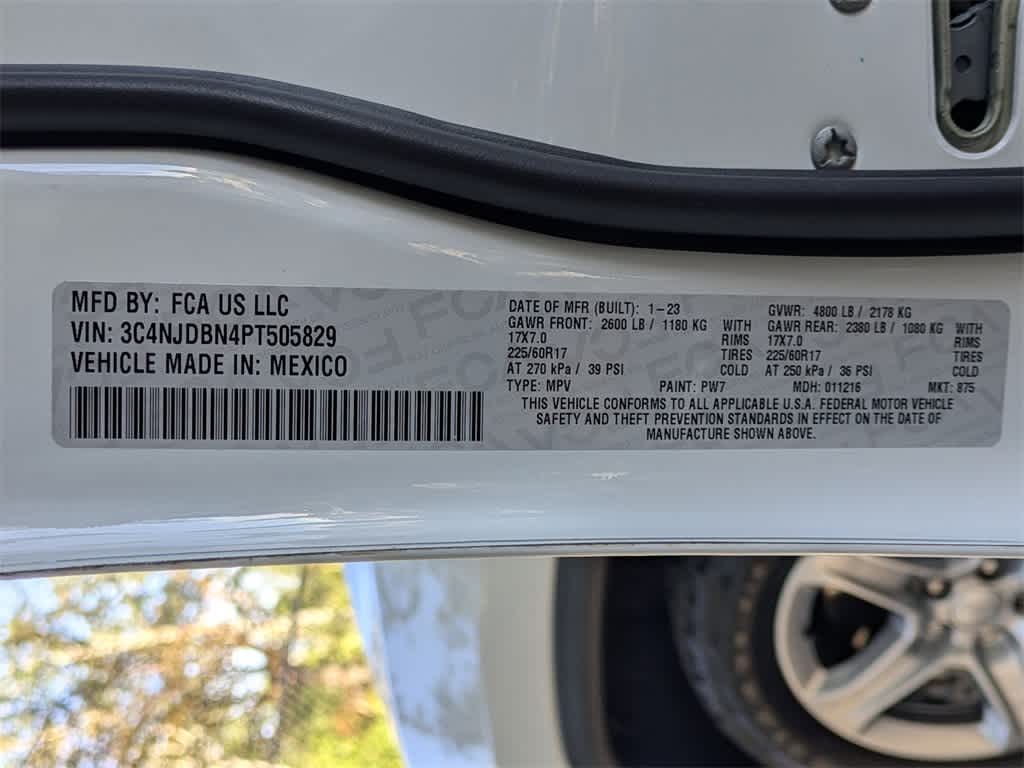 MFD BY: FCA US LLC
VIN: 3C4NJDBN4PT505829
VEHICLE MADE IN: MEXICO
DATE OF MFR (BUILT): 1-23
GAWR FRONT: 2600 LB / 1180 KG WITH
17X7.0 RIMS
225/60R17 TIRES
AT 270 kPa / 39 PSI COLD
GVWR: 4800 LB / 2178 KG
GAWR REAR: 2380 LB / 1080 KG WITH
17X7.0 RIMS
225/60R17 TIRES
AT 250 kPa / 36 PSI COLD
TYPE: MPV PAINT: PW7 MDH: 011216 MKT: 875
THIS VEHICLE CONFORMS TO ALL APPLICABLE U.S.A. FEDERAL MOTOR VEHICLE
SAFETY AND THEFT PREVENTION STANDARDS IN EFFECT ON THE DATE OF
MANUFACTURE SHOWN ABOVE.